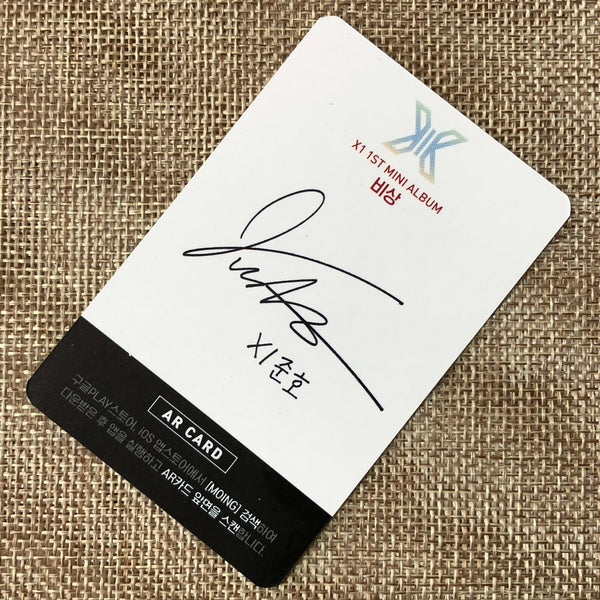 X1 1ST MINI ALBUM
비상
X1 준호
AR CARD
구글PLAY스토어, iOS 앱스토어에서 [MOING] 검색하여
다운받은 후 앱을 실행하고 AR카드 앞면을 스캔합니다.